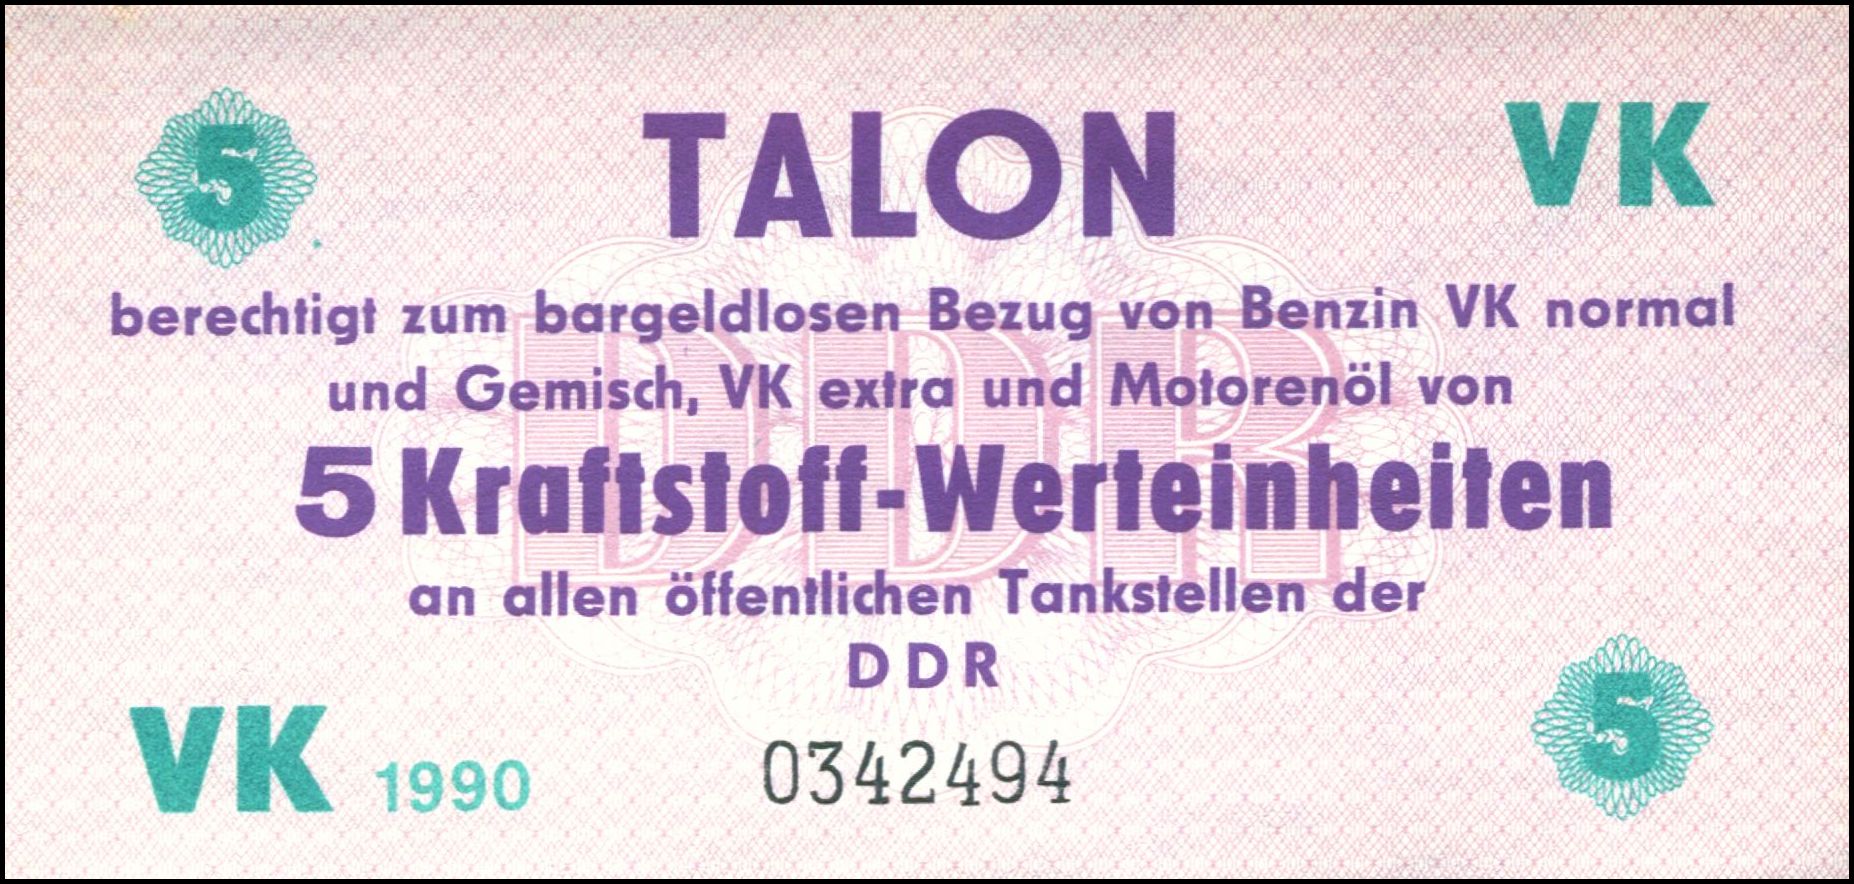 5 TALON VK
berechtigt zum bargeldlosen Bezug von Benzin VK normal
und Gemisch, VK extra und Motorenöl von
5 Kraftstoff-Werteinheiten
an allen öffentlichen Tankstellen der
DDR
DDR
VK 1990 0342494 5